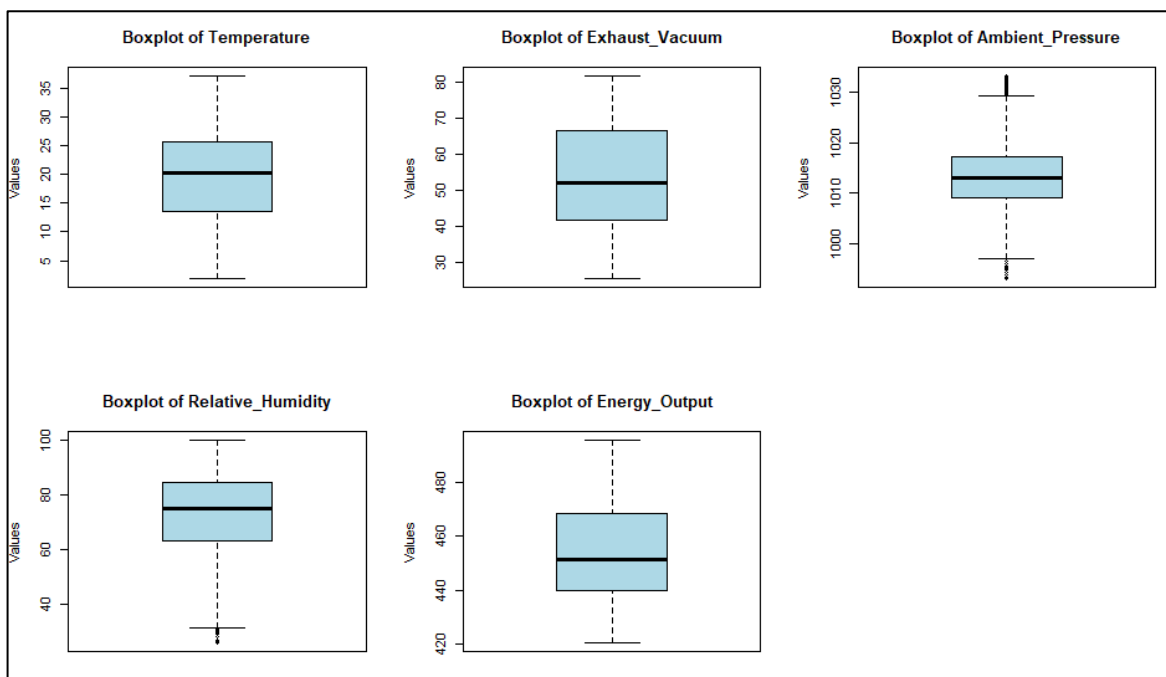 Boxplot of Temperature
Values
35
30
25
20
15
10
5
Boxplot of Exhaust_Vacuum
Values
80
70
60
50
40
30
Boxplot of Ambient_Pressure
Values
1030
1020
1010
1000
Boxplot of Relative_Humidity
Values
100
80
60
40
Boxplot of Energy_Output
Values
480
460
440
420